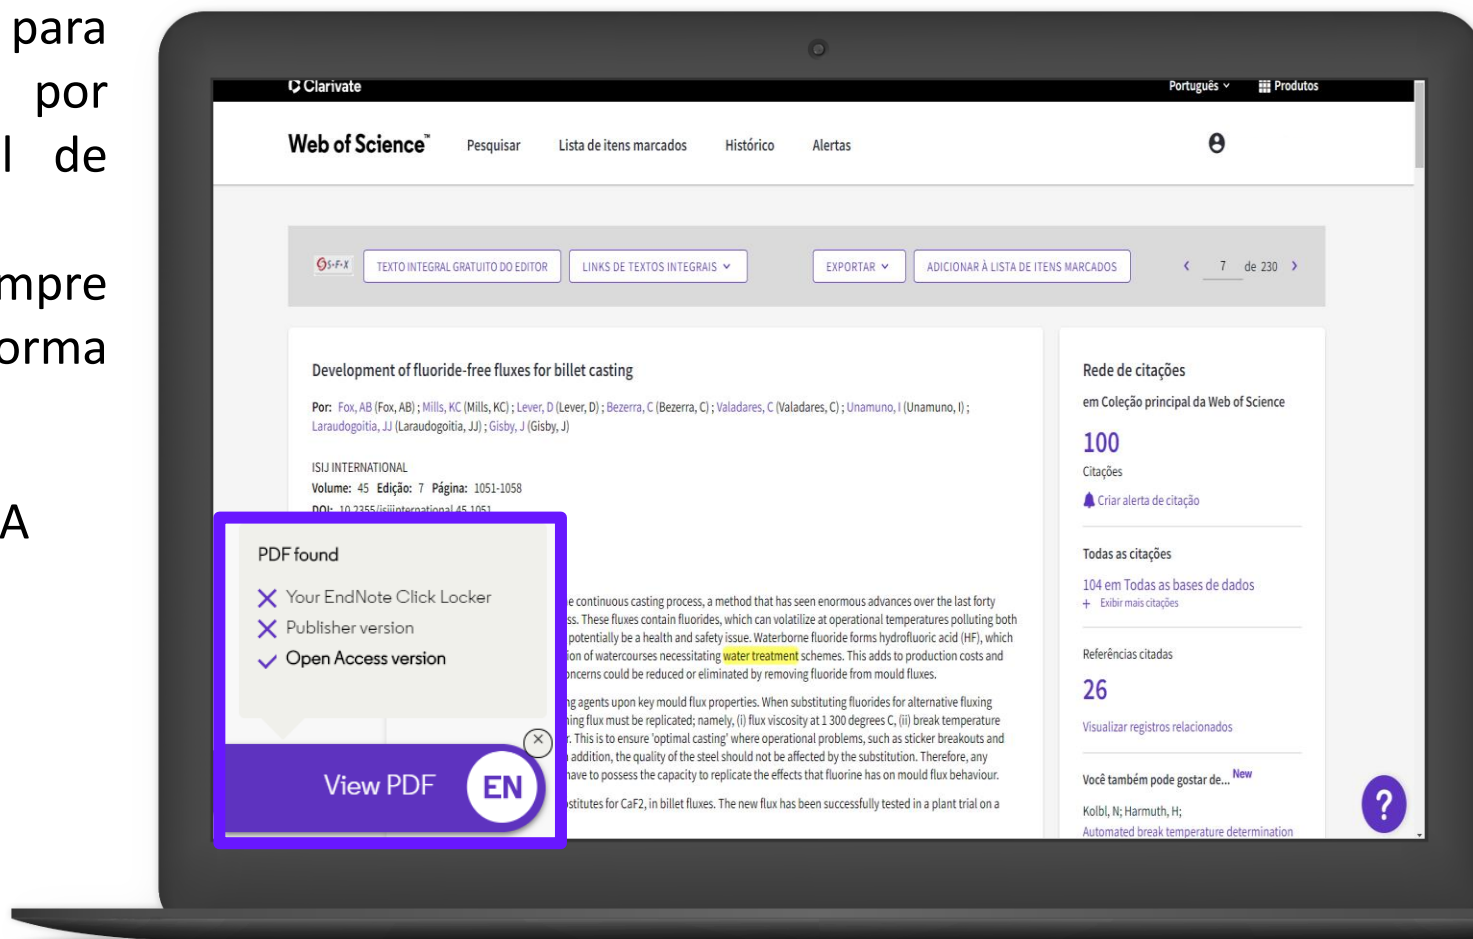 para
por
l de
mpre
orma
A
Clarivate
Português
Produtos
Web of Science™
Pesquisar
Lista de itens marcados
Histórico
Alertas
S·F·X
TEXTO INTEGRAL GRATUITO DO EDITOR
LINKS DE TEXTOS INTEGRAIS
EXPORTAR
ADICIONAR À LISTA DE ITENS MARCADOS
7 de 230
Development of fluoride-free fluxes for billet casting
Por: Fox, AB (Fox, AB) ; Mills, KC (Mills, KC) ; Lever, D (Lever, D) ; Bezerra, C (Bezerra, C) ; Valadares, C (Valadares, C) ; Unamuno, I (Unamuno, I) ;
Laraudogoitia, JJ (Laraudogoitia, JJ) ; Gisby, J (Gisby, J)
ISIJ INTERNATIONAL
Volume: 45 Edição: 7 Página: 1051-1058
DOI: 10.2355/isijinternational.45.1051
PDF found
Your EndNote Click Locker
Publisher version
Open Access version
View PDF
EN
e continuous casting process, a method that has seen enormous advances over the last forty
ss. These fluxes contain fluorides, which can volatilize at operational temperatures polluting both
potentially be a health and safety issue. Waterborne fluoride forms hydrofluoric acid (HF), which
ion of watercourses necessitating water treatment schemes. This adds to production costs and
oncerns could be reduced or eliminated by removing fluoride from mould fluxes.
ng agents upon key mould flux properties. When substituting fluorides for alternative fluxing
ning flux must be replicated; namely, (i) flux viscosity at 1 300 degrees C, (ii) break temperature
r. This is to ensure 'optimal casting' where operational problems, such as sticker breakouts and
addition, the quality of the steel should not be affected by the substitution. Therefore, any
have to possess the capacity to replicate the effects that fluorine has on mould flux behaviour.
ostitutes for CaF2, in billet fluxes. The new flux has been successfully tested in a plant trial on a
Rede de citações
em Coleção principal da Web of Science
100
Citações
Criar alerta de citação
Todas as citações
104 em Todas as bases de dados
+ Exibir mais citações
Referências citadas
26
Visualizar registros relacionados
Você também pode gostar de... New
Kolbl, N; Harmuth, H;
Automated break temperature determination
?